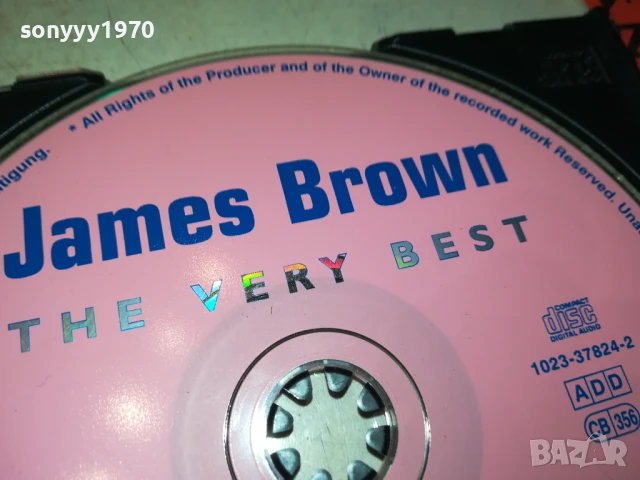 sonyyy1970
tigung.
* All Rights of the Producer and of the Owner of the recorded work Reserved.
James Brown
THE VERY BEST
COMPACT
disc
DIGITAL AUDIO
1023-37824-2
ADD
CB 356
BAZAR